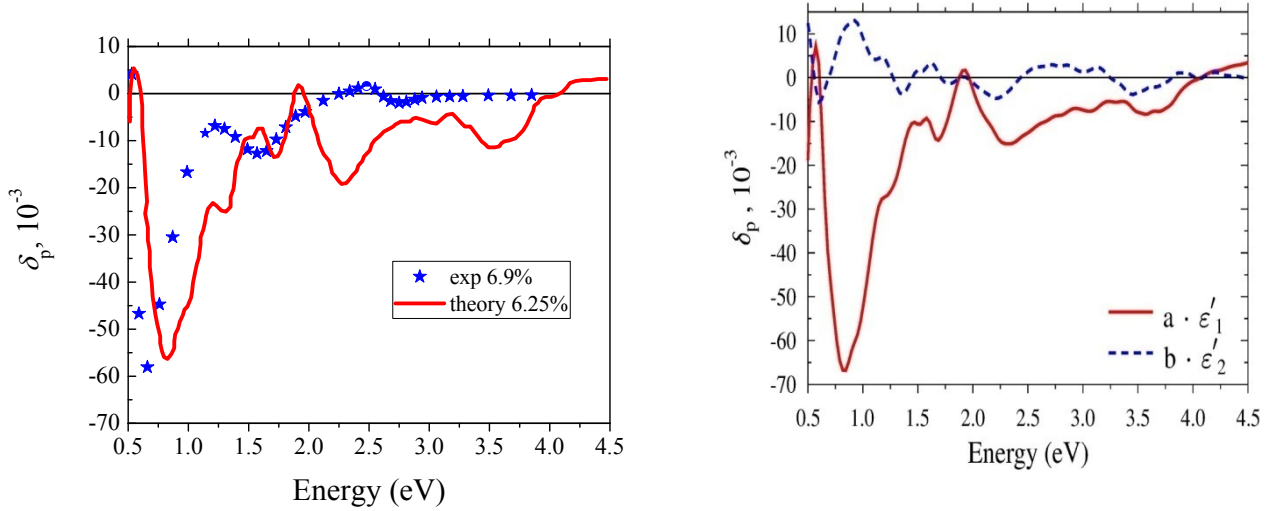 10
0
-10
-20
-30
-40
-50
-60
-70
δp, 10⁻³
exp 6.9%
theory 6.25%
0.5 1.0 1.5 2.0 2.5 3.0 3.5 4.0 4.5
Energy (eV)
10
0
-10
-20
-30
-40
-50
-60
-70
δp , 10⁻³
a · ε′₁
b · ε′₂
0.5 1.0 1.5 2.0 2.5 3.0 3.5 4.0 4.5
Energy (eV)